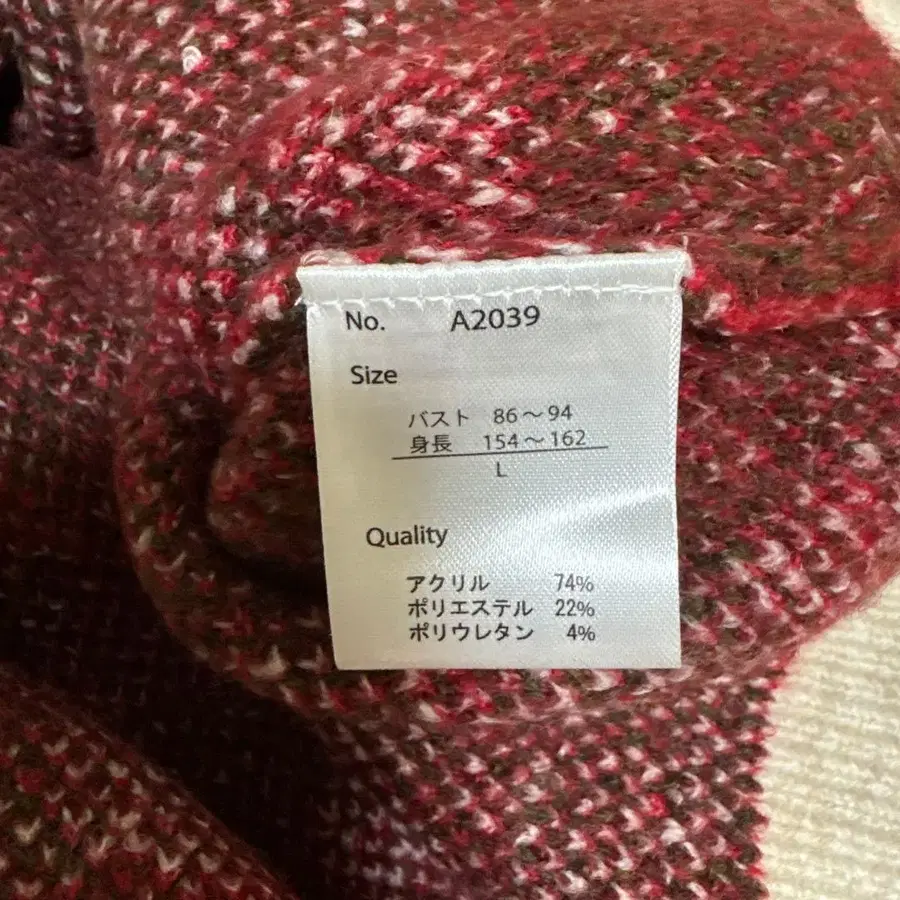 No. A2039
Size
バスト 86～94
身長 154～162
L
Quality
アクリル 74%
ポリエステル 22%
ポリウレタン 4%